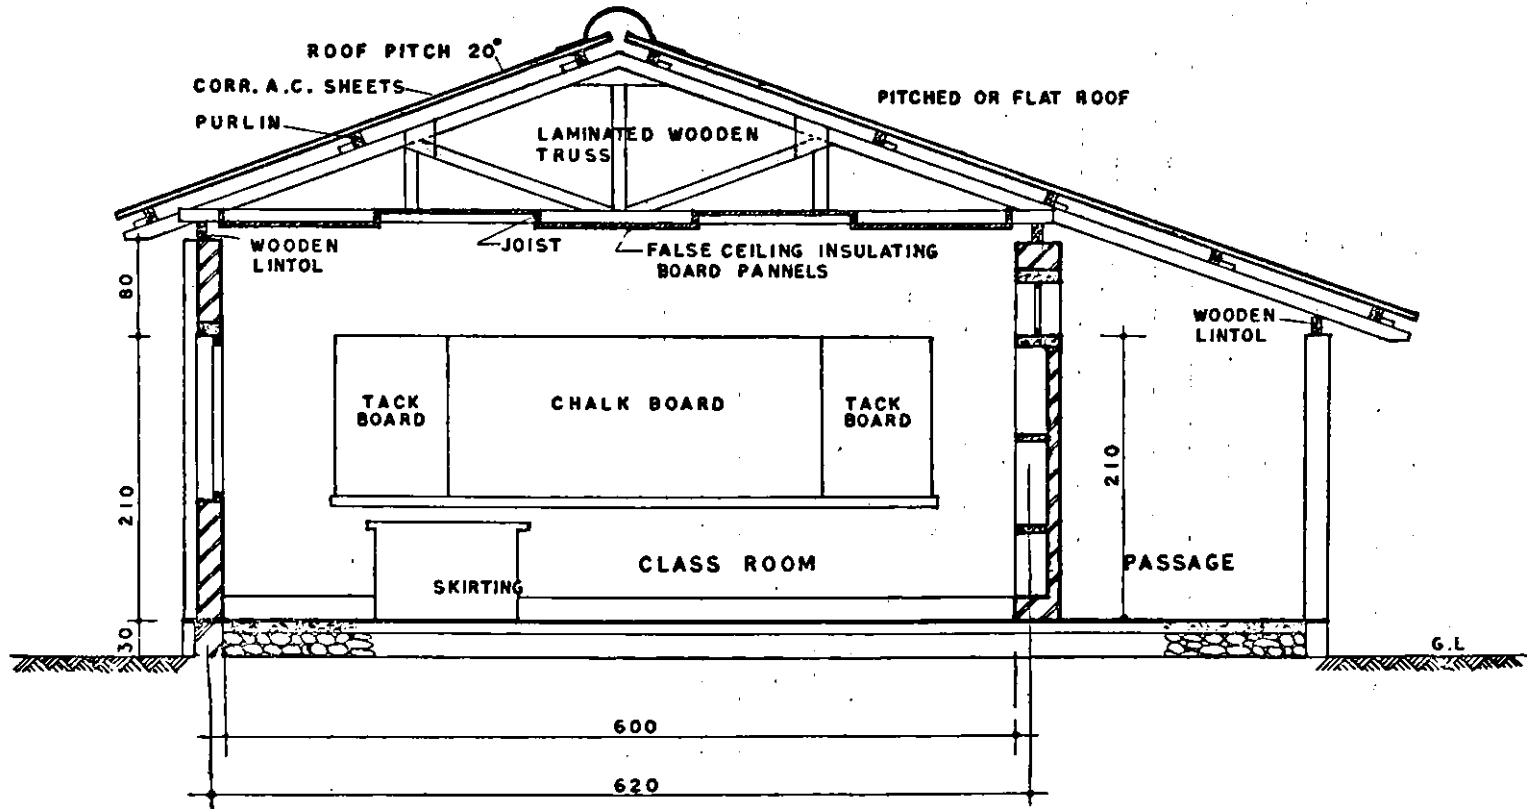 ROOF PITCH 20°
CORR. A.C. SHEETS
PITCHED OR FLAT ROOF
PURLIN
LAMINATED WOODEN
TRUSS
WOODEN
LINTOL
JOIST
FALSE CEILING INSULATING
BOARD PANNELS
80
WOODEN
LINTOL
TACK
BOARD
CHALK BOARD
TACK
BOARD
210
210
CLASS ROOM
PASSAGE
SKIRTING
30
G.L
600
620